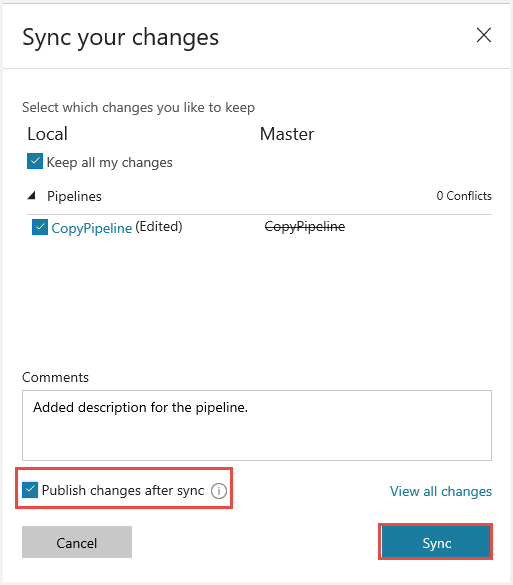 Sync your changes
Select which changes you like to keep
Local Master
Keep all my changes
Pipelines 0 Conflicts
CopyPipeline (Edited) CopyPipeline
Comments
Added description for the pipeline.
Publish changes after sync View all changes
Cancel Sync